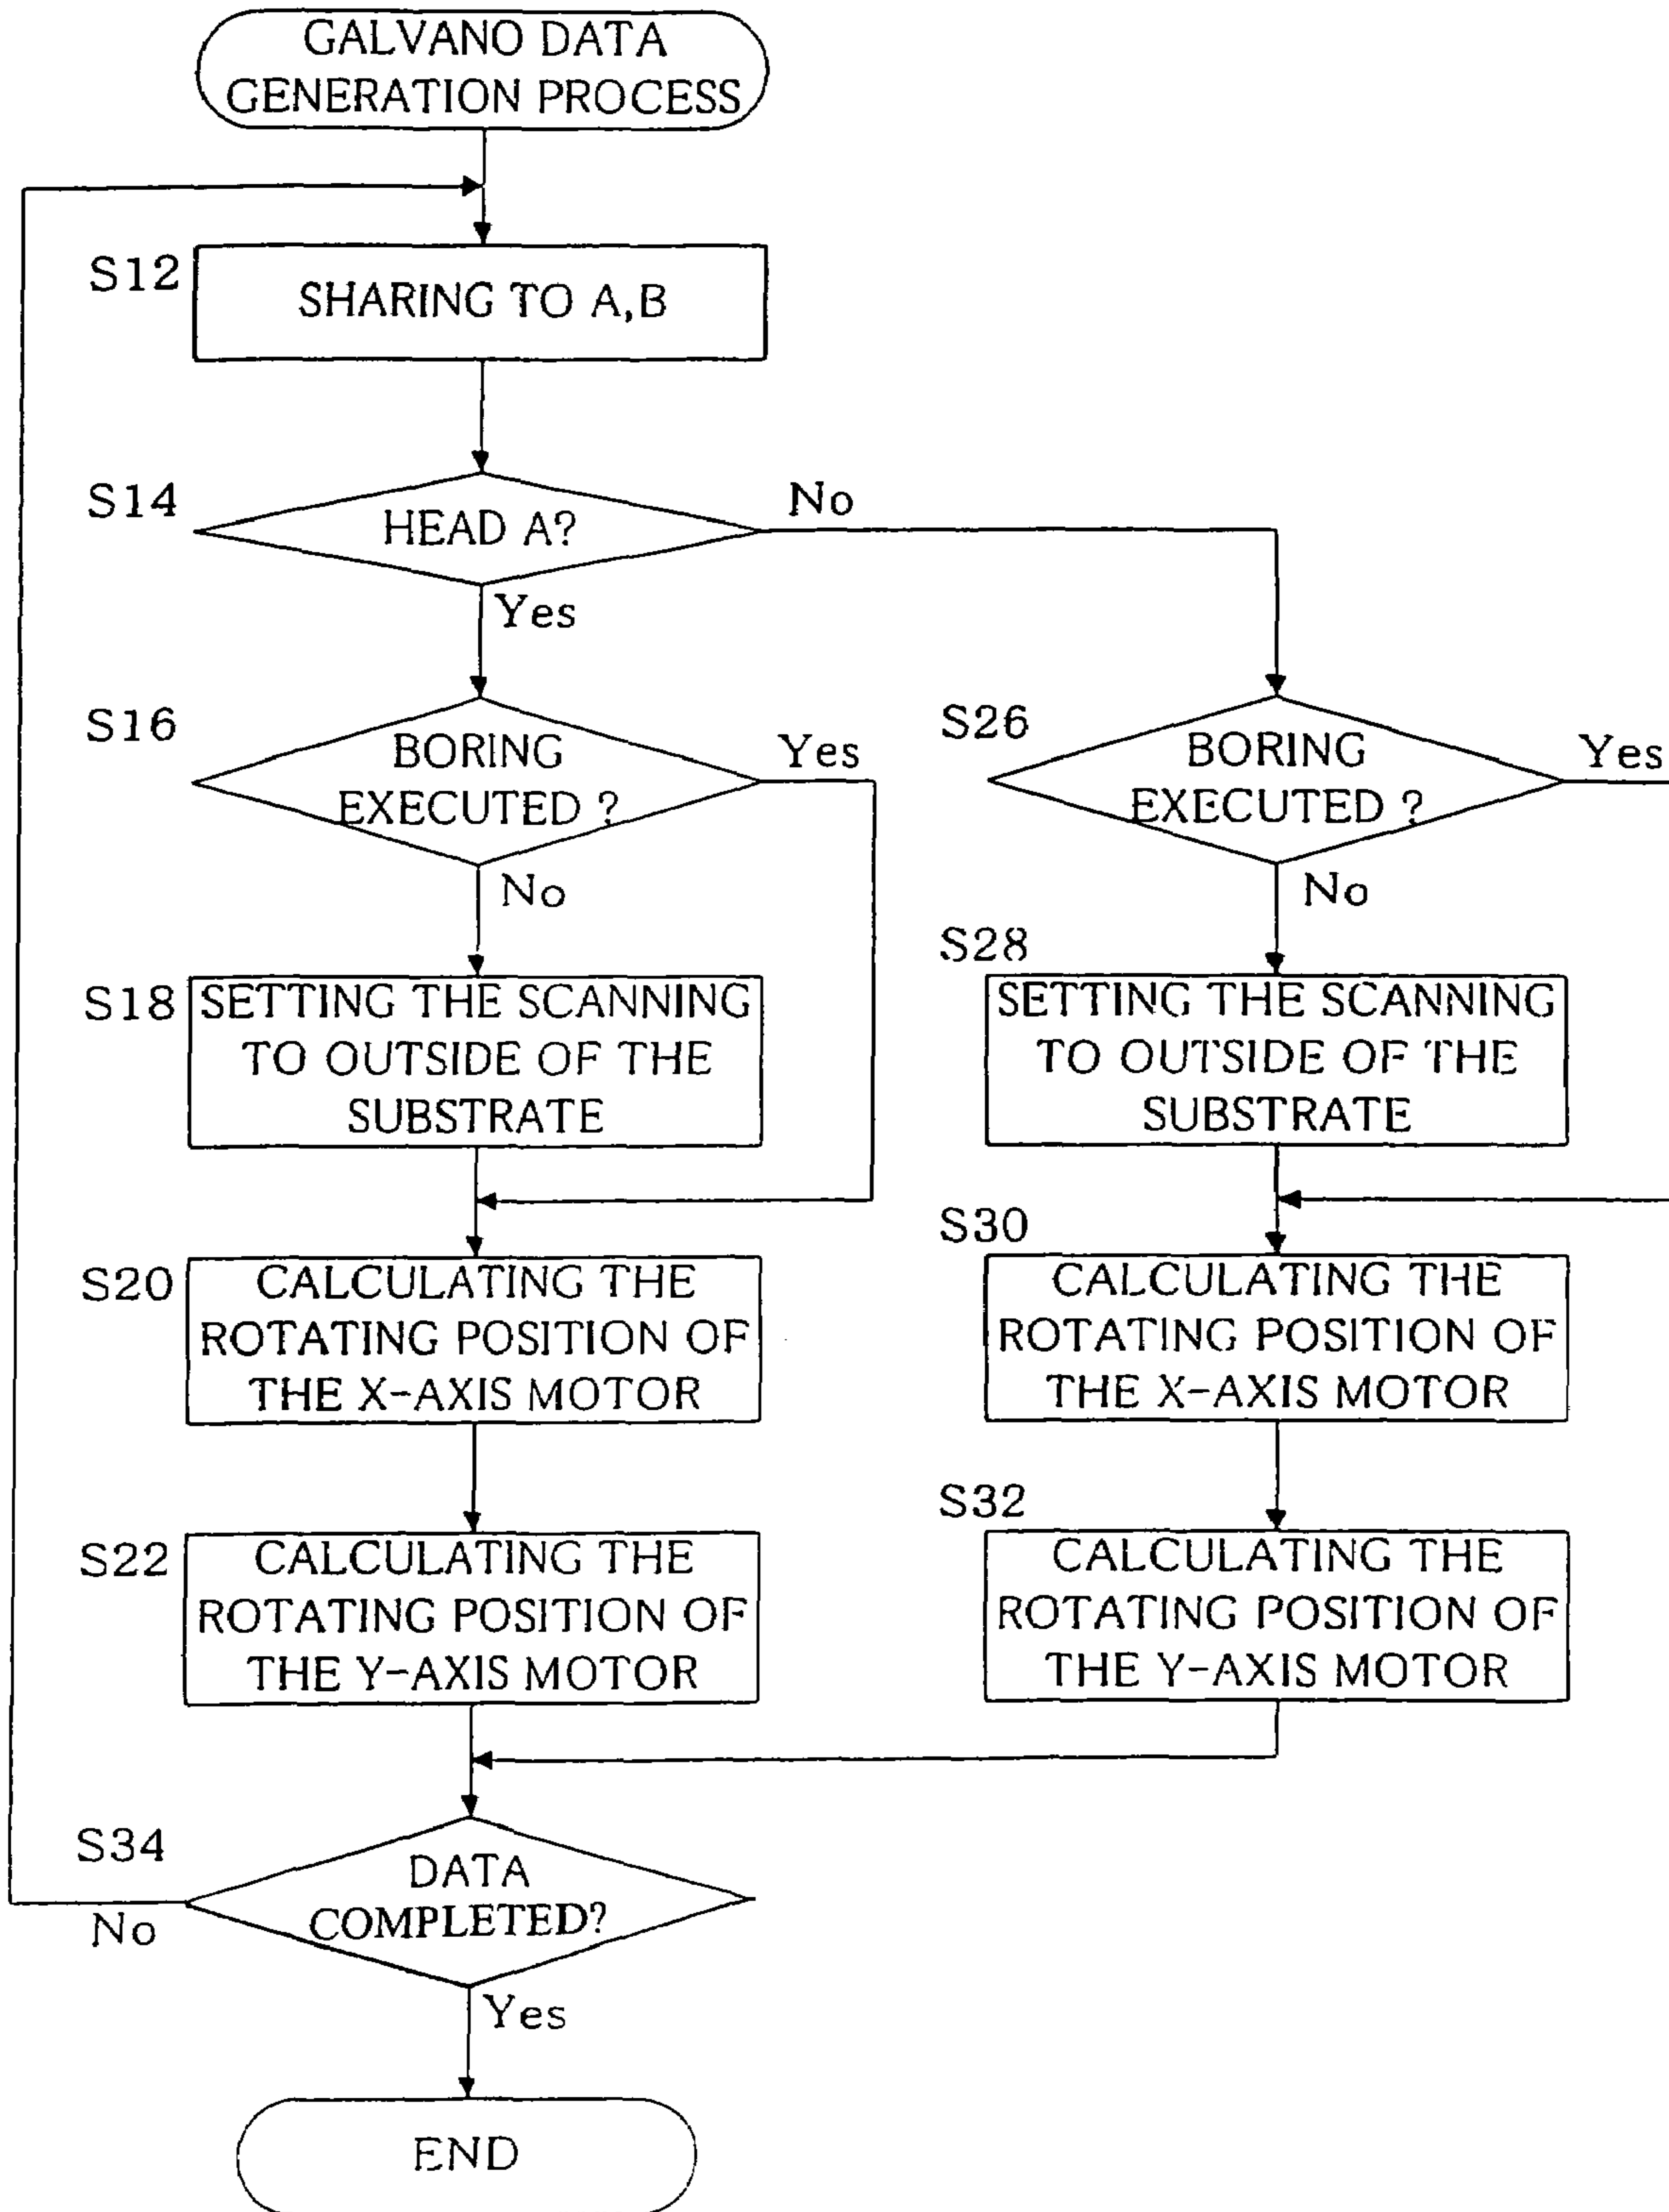 GALVANO DATA
GENERATION PROCESS
S12
SHARING TO A,B
S14
HEAD A?
No
Yes
S16
BORING
EXECUTED ?
Yes
No
S26
BORING
EXECUTED ?
Yes
No
S18
SETTING THE SCANNING
TO OUTSIDE OF THE
SUBSTRATE
S28
SETTING THE SCANNING
TO OUTSIDE OF THE
SUBSTRATE
S20
CALCULATING THE
ROTATING POSITION OF
THE X-AXIS MOTOR
S30
CALCULATING THE
ROTATING POSITION OF
THE X-AXIS MOTOR
S22
CALCULATING THE
ROTATING POSITION OF
THE Y-AXIS MOTOR
S32
CALCULATING THE
ROTATING POSITION OF
THE Y-AXIS MOTOR
S34
DATA
COMPLETED?
No
Yes
END